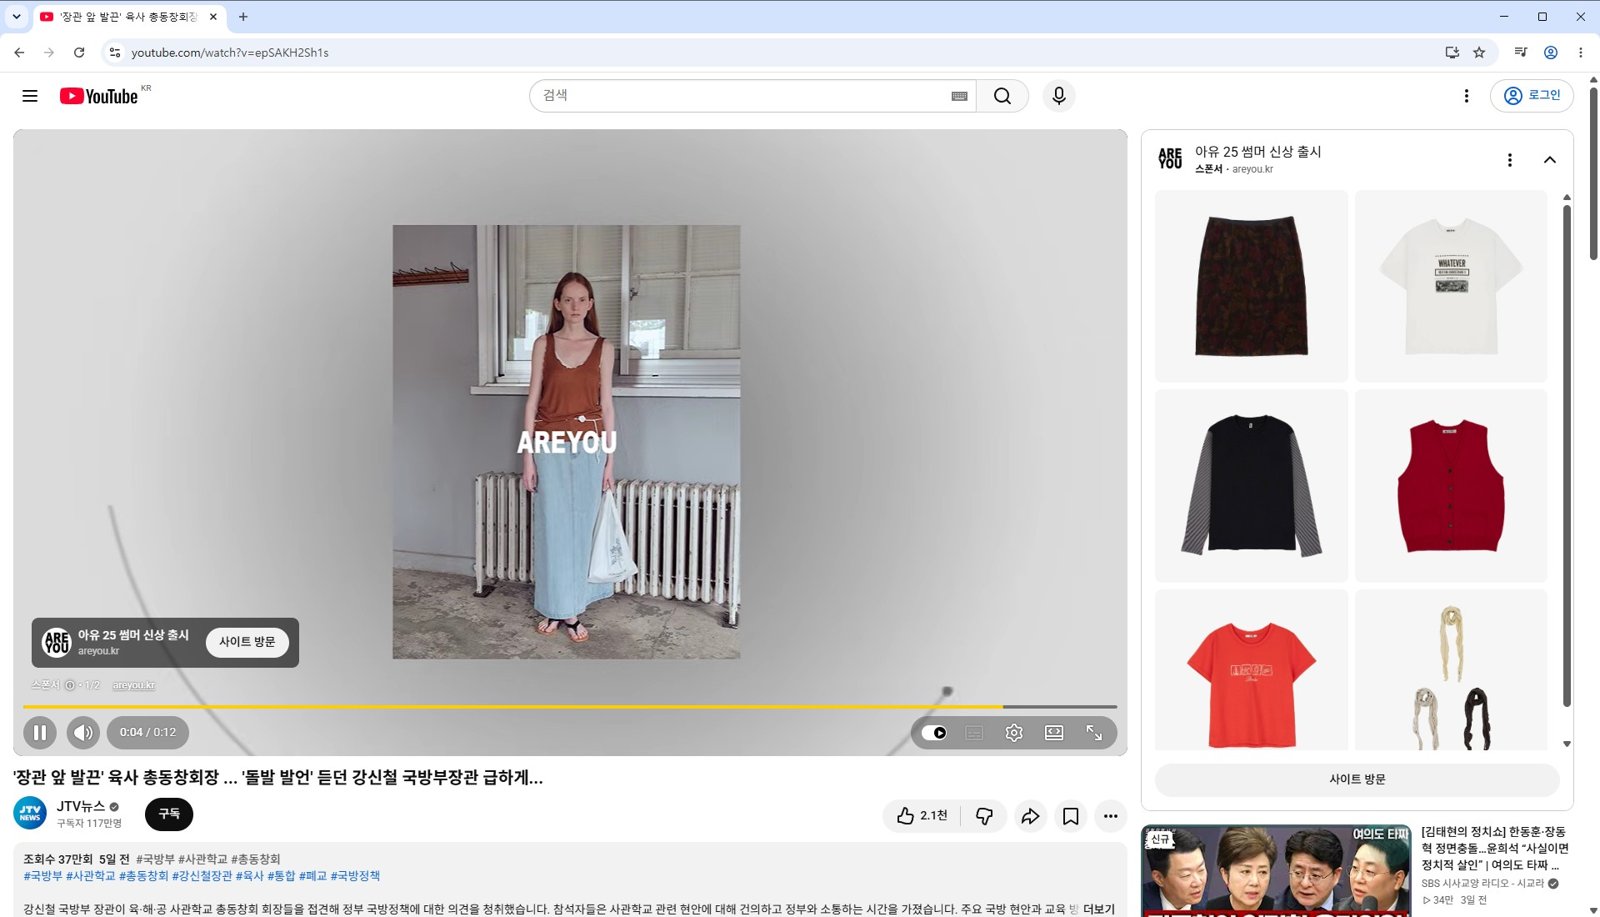 '장관 앞 발끈' 육사 총동창회장
youtube.com/watch?v=epSAKH2Sh1s
YouTube KR
검색
로그인
AREYOU
ARE YOU
아유 25 썸머 신상 출시
areyou.kr
사이트 방문
스폰서 · 1/2 areyou.kr
0:04 / 0:12
'장관 앞 발끈' 육사 총동창회장 ... '돌발 발언' 듣던 강신철 국방부장관 급하게...
JTV NEWS
JTV뉴스
구독자 117만명
구독
2.1천
조회수 37만회 5일 전 #국방부 #사관학교 #총동창회
#국방부 #사관학교 #총동창회 #강신철장관 #육사 #통합 #폐교 #국방정책
강신철 국방부 장관이 육·해·공 사관학교 총동창회 회장들을 접견해 정부 국방정책에 대한 의견을 청취했습니다. 참석자들은 사관학교 관련 현안에 대해 건의하고 정부와 소통하는 시간을 가졌습니다. 주요 국방 현안과 교육 방 더보기
ARE YOU
아유 25 썸머 신상 출시
스폰서 · areyou.kr
WHATEVER
사이트 방문
신규
여의도 타짜
[김태현의 정치쇼] 한동훈·장동
혁 정면충돌...윤희석 “사실이면
정치적 살인” | 여의도 타짜 ...
SBS 시사교양 라디오 - 시교라
34만 3일 전